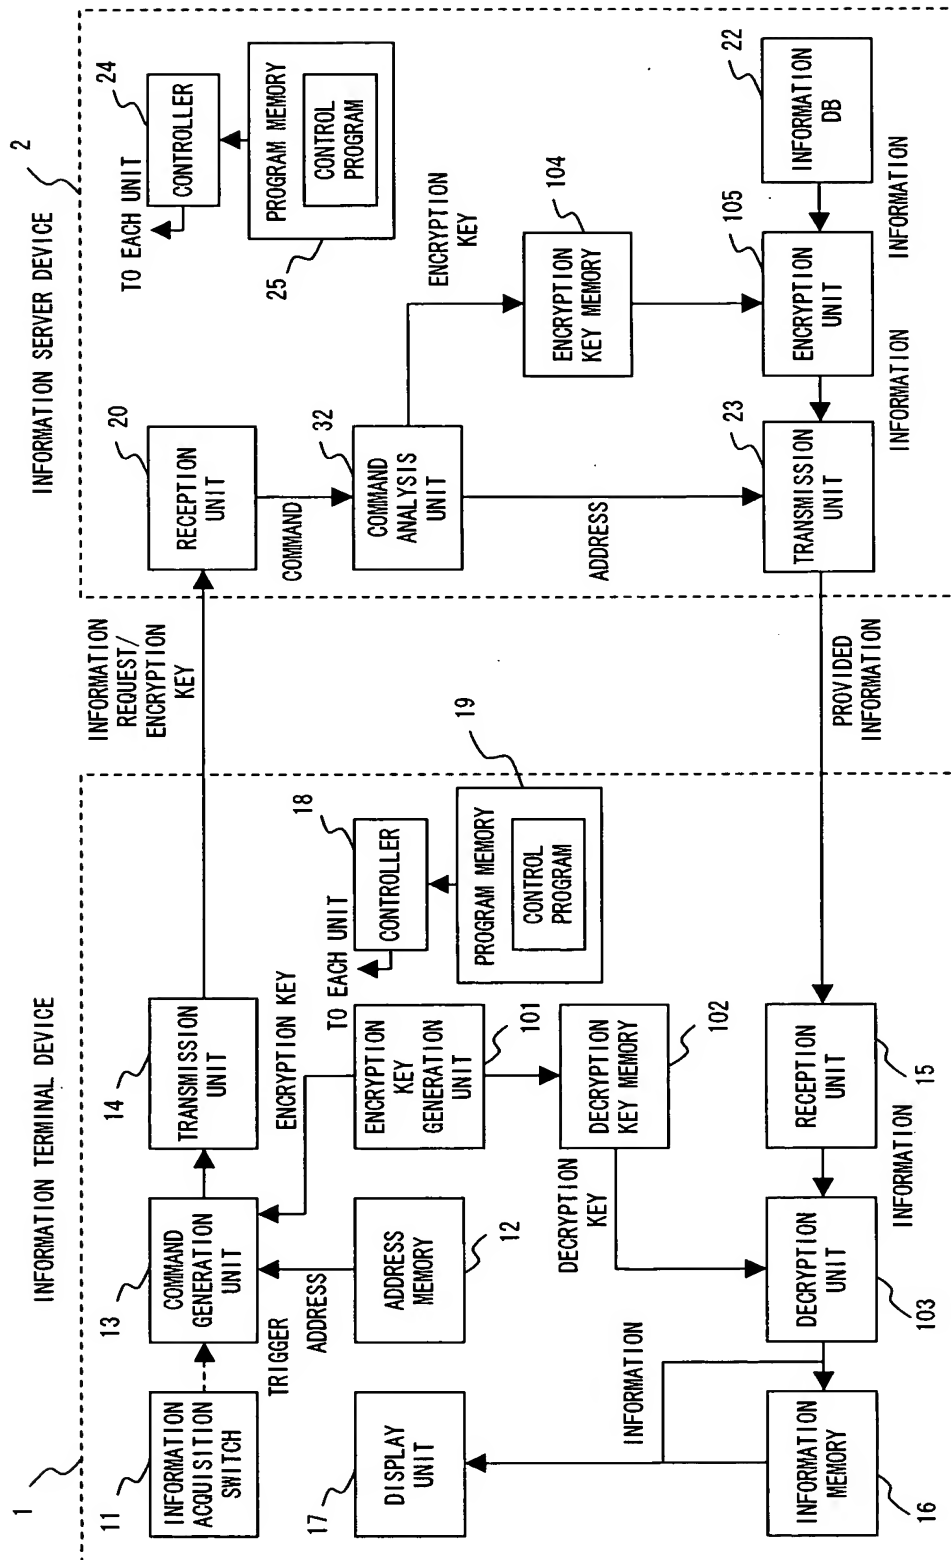 1
INFORMATION TERMINAL DEVICE
11
INFORMATION
ACQUISITION
SWITCH
TRIGGER
13
COMMAND
GENERATION
UNIT
14
TRANSMISSION
UNIT
INFORMATION
REQUEST/
ENCRYPTION
KEY
17
DISPLAY
UNIT
ADDRESS
ADDRESS
MEMORY
12
ENCRYPTION KEY
ENCRYPTION
KEY
GENERATION
UNIT
101
TO EACH UNIT
18
CONTROLLER
19
PROGRAM MEMORY
CONTROL
PROGRAM
DECRYPTION
KEY
DECRYPTION
KEY MEMORY
102
INFORMATION
INFORMATION
MEMORY
16
DECRYPTION
UNIT
103
INFORMATION
RECEPTION
UNIT
15
PROVIDED
INFORMATION
INFORMATION SERVER DEVICE
2
20
RECEPTION
UNIT
COMMAND
TO EACH UNIT
24
CONTROLLER
25
PROGRAM MEMORY
CONTROL
PROGRAM
32
COMMAND
ANALYSIS
UNIT
ENCRYPTION
KEY
ADDRESS
ENCRYPTION
KEY MEMORY
104
23
TRANSMISSION
UNIT
INFORMATION
105
ENCRYPTION
UNIT
INFORMATION
22
INFORMATION
DB